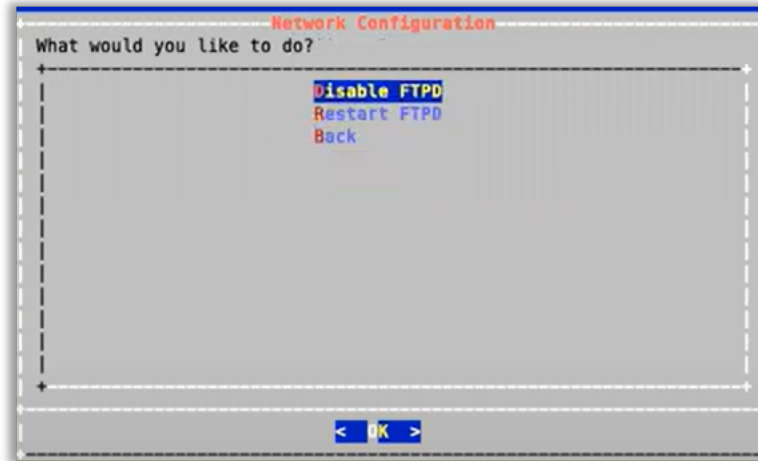 Network Configuration
What would you like to do?
Disable FTPD
Restart FTPD
Back
< OK >